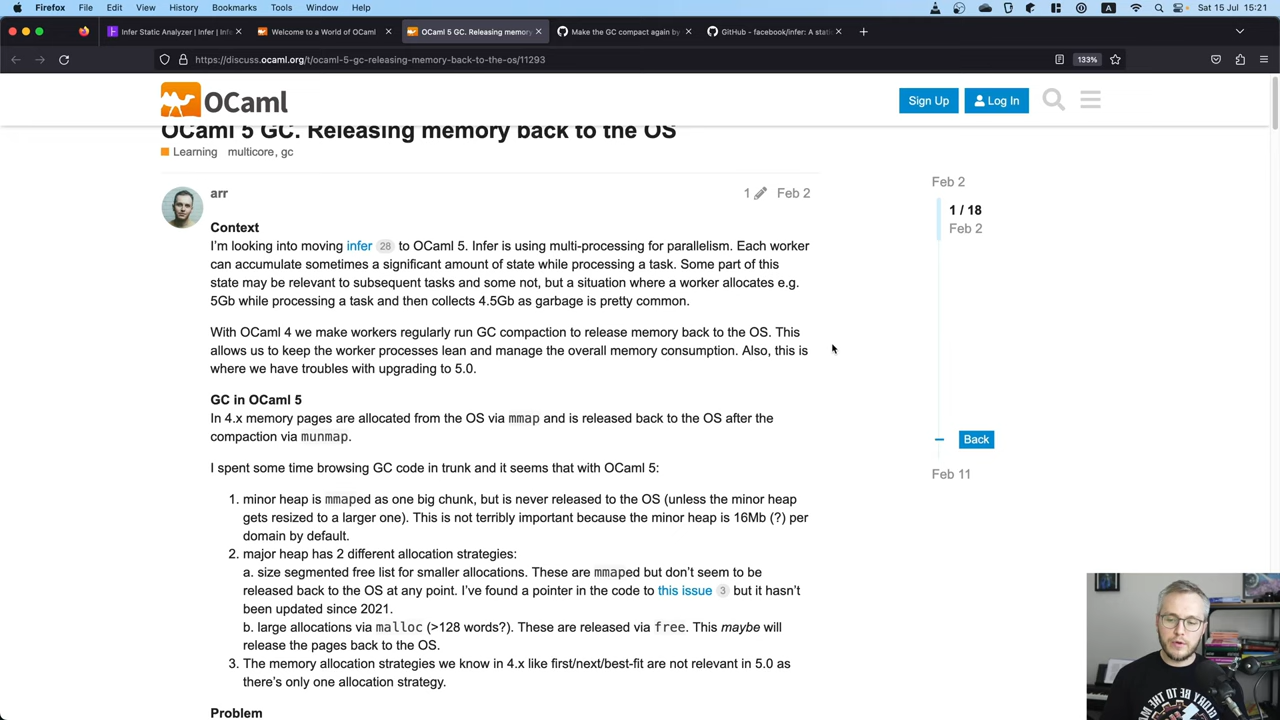 Firefox File Edit View History Bookmarks Tools Window Help
A Sat 15 Jul 15:21
Infer Static Analyzer | Infer | Inf
Welcome to a World of OCaml
OCaml 5 GC. Releasing memory
Make the GC compact again by
GitHub - facebook/infer: A stati
https://discuss.ocaml.org/t/ocaml-5-gc-releasing-memory-back-to-the-os/11293
133%
OCaml
Sign Up
Log In
OCaml 5 GC. Releasing memory back to the OS
Learning multicore, gc
arr
1 Feb 2
Context
I'm looking into moving infer 28 to OCaml 5. Infer is using multi-processing for parallelism. Each worker
can accumulate sometimes a significant amount of state while processing a task. Some part of this
state may be relevant to subsequent tasks and some not, but a situation where a worker allocates e.g.
5Gb while processing a task and then collects 4.5Gb as garbage is pretty common.
With OCaml 4 we make workers regularly run GC compaction to release memory back to the OS. This
allows us to keep the worker processes lean and manage the overall memory consumption. Also, this is
where we have troubles with upgrading to 5.0.
GC in OCaml 5
In 4.x memory pages are allocated from the OS via mmap and is released back to the OS after the
compaction via munmap.
I spent some time browsing GC code in trunk and it seems that with OCaml 5:
1. minor heap is mmaped as one big chunk, but is never released to the OS (unless the minor heap
gets resized to a larger one). This is not terribly important because the minor heap is 16Mb (?) per
domain by default.
2. major heap has 2 different allocation strategies:
a. size segmented free list for smaller allocations. These are mmaped but don't seem to be
released back to the OS at any point. I've found a pointer in the code to this issue 3 but it hasn't
been updated since 2021.
b. large allocations via malloc (>128 words?). These are released via free. This maybe will
release the pages back to the OS.
3. The memory allocation strategies we know in 4.x like first/next/best-fit are not relevant in 5.0 as
there's only one allocation strategy.
Problem
Feb 2
1 / 18
Feb 2
Back
Feb 11
GLORY BE TO THE